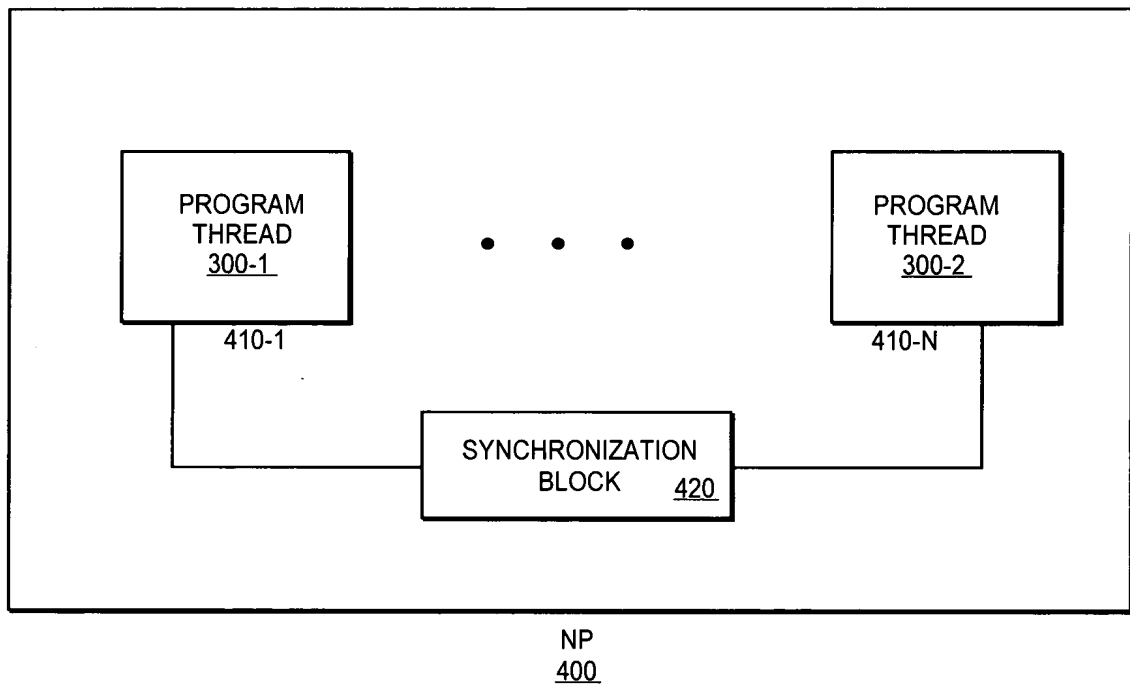 PROGRAM
THREAD
300-1
PROGRAM
THREAD
300-2
410-1
410-N
SYNCHRONIZATION
BLOCK 420
NP
400